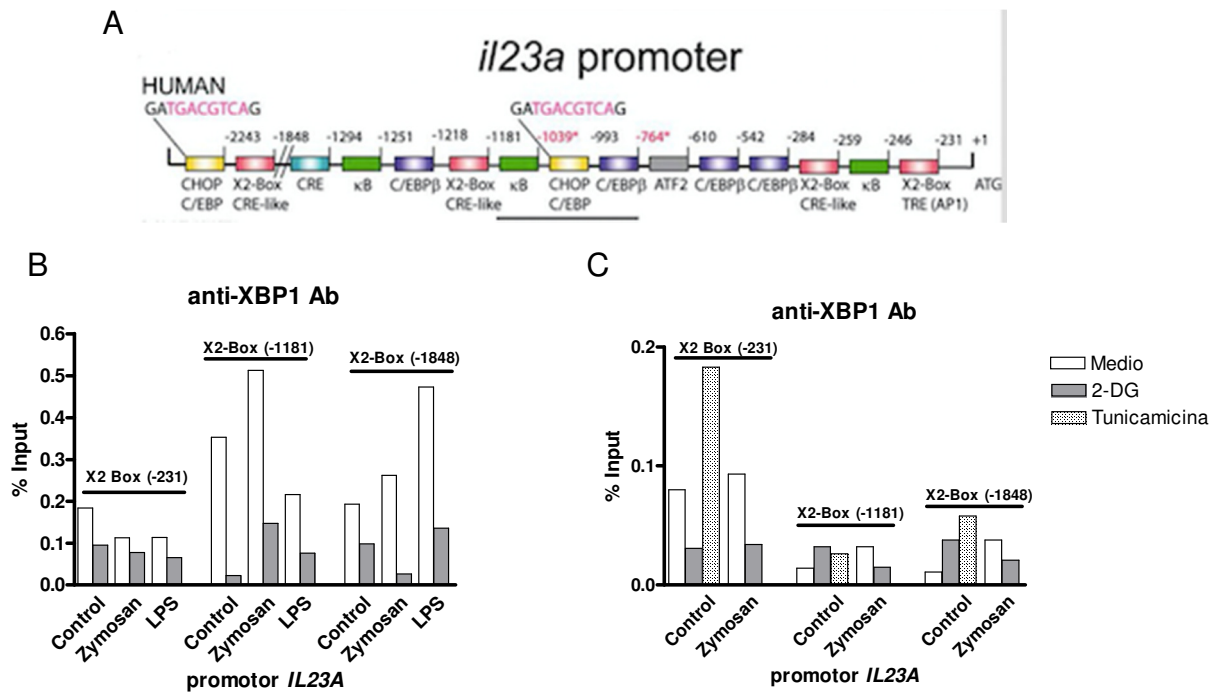 A
il23a promoter
HUMAN
GATGACGTCAG GATGACGTCAG
-2243 -1848 -1294 -1251 -1218 -1181 -1039* -993 -764* -610 -542 -284 -259 -246 -231 +1
CHOP X2-Box CRE κB C/EBPβ X2-Box κB CHOP C/EBPβ ATF2 C/EBPβ C/EBPβ X2-Box κB X2-Box ATG
C/EBP CRE-like CRE-like C/EBP CRE-like TRE (AP1)
B
anti-XBP1 Ab
% Input
0.6
0.5
0.4
0.3
0.2
0.1
0.0
X2 Box (-231)
X2-Box (-1181)
X2-Box (-1848)
Control Zymosan LPS Control Zymosan LPS Control Zymosan LPS
promotor IL23A
C
anti-XBP1 Ab
% Input
0.2
0.1
0.0
X2 Box (-231)
X2-Box (-1181)
X2-Box (-1848)
Control Zymosan Control Zymosan Control Zymosan
promotor IL23A
Medio
2-DG
Tunicamicina